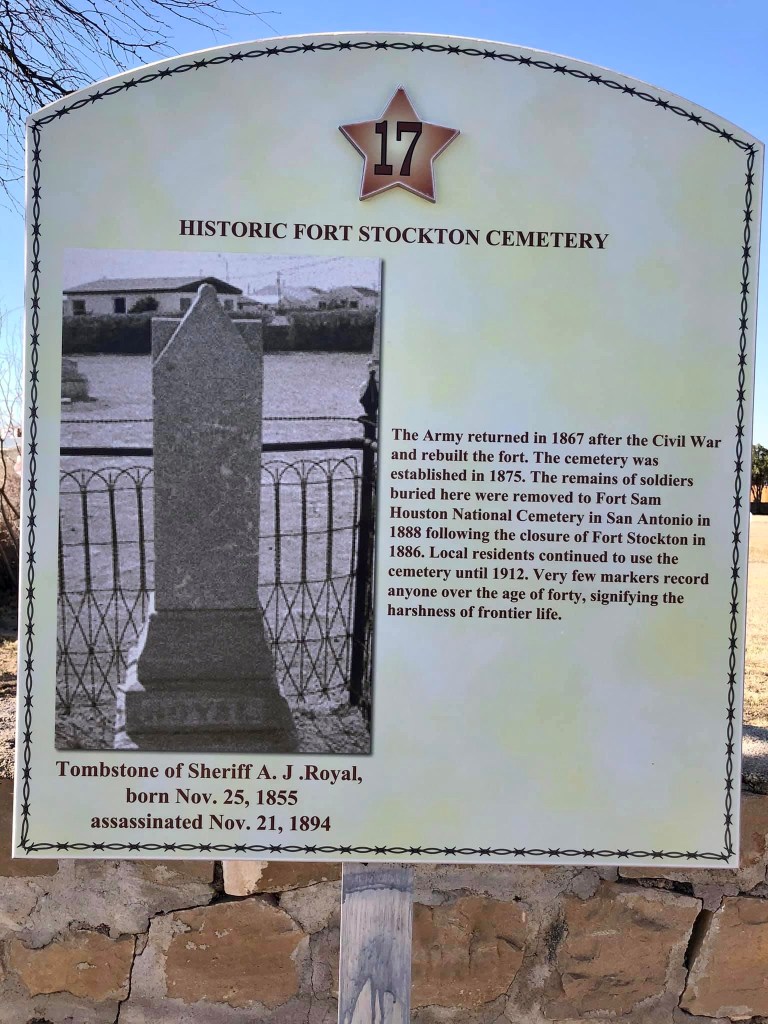 17
HISTORIC FORT STOCKTON CEMETERY
The Army returned in 1867 after the Civil War
and rebuilt the fort. The cemetery was
established in 1875. The remains of soldiers
buried here were removed to Fort Sam
Houston National Cemetery in San Antonio in
1888 following the closure of Fort Stockton in
1886. Local residents continued to use the
cemetery until 1912. Very few markers record
anyone over the age of forty, signifying the
harshness of frontier life.
ROYAL
Tombstone of Sheriff A. J .Royal,
born Nov. 25, 1855
assassinated Nov. 21, 1894